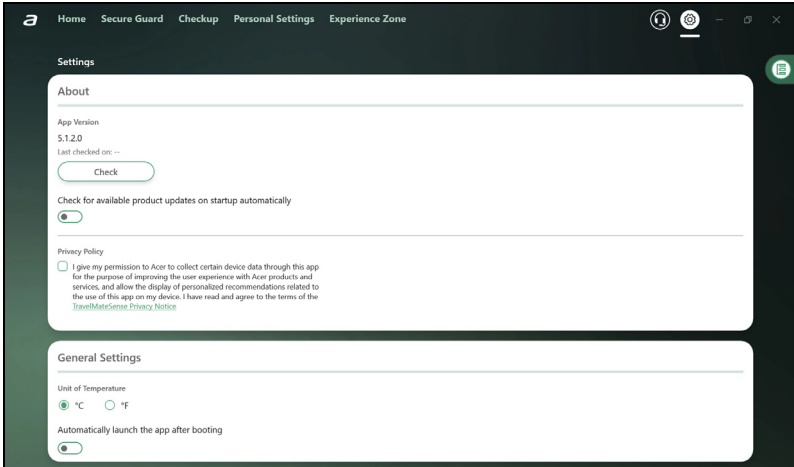 a Home Secure Guard Checkup Personal Settings Experience Zone
Settings
About
App Version
5.1.2.0
Last checked on: --
Check
Check for available product updates on startup automatically
Privacy Policy
I give my permission to Acer to collect certain device data through this app
for the purpose of improving the user experience with Acer products and
services, and allow the display of personalized recommendations related to
the use of this app on my device. I have read and agree to the terms of the
TravelMateSense Privacy Notice
General Settings
Unit of Temperature
°C °F
Automatically launch the app after booting